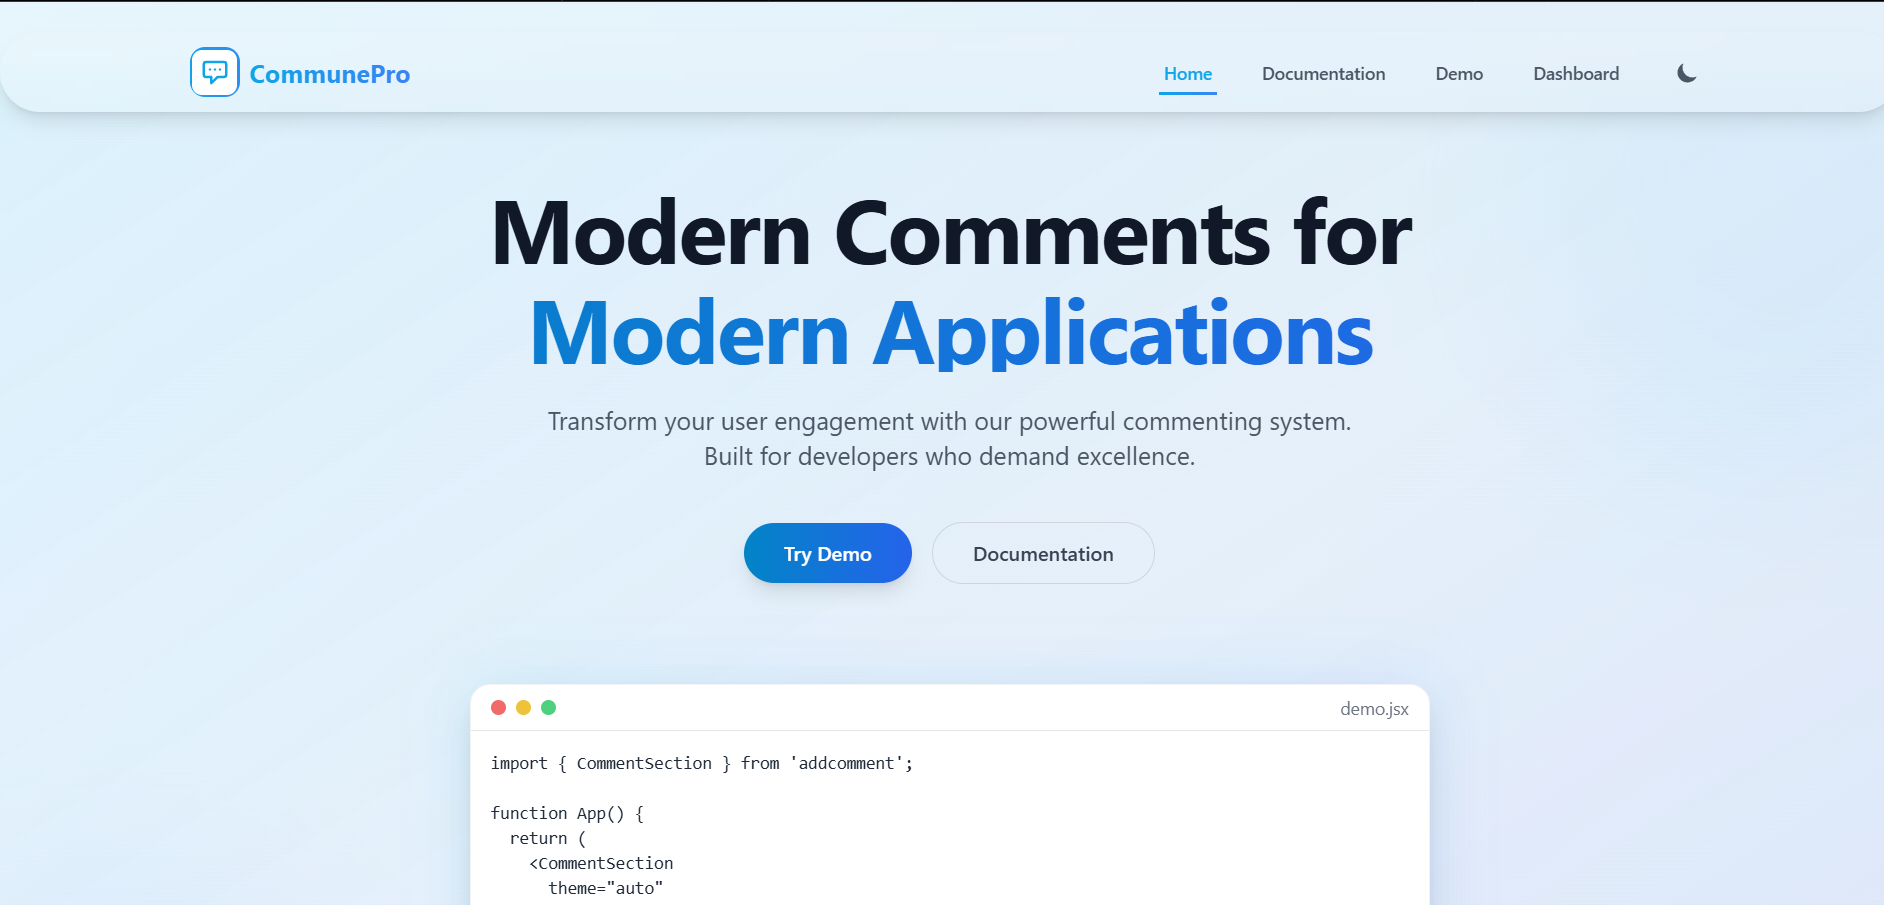 CommunePro
Home Documentation Demo Dashboard
Modern Comments for
Modern Applications
Transform your user engagement with our powerful commenting system.
Built for developers who demand excellence.
Try Demo Documentation
demo.jsx
import { CommentSection } from 'addcomment';
function App() {
  return (
    <CommentSection
      theme="auto"